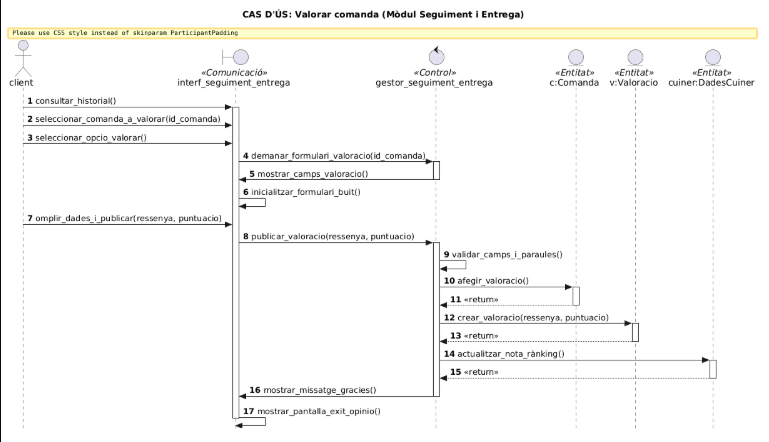 CAS D'ÚS: Valorar comanda (Mòdul Seguiment i Entrega)
Please use CSS style instead of skinparam ParticipantPadding
client
«Comunicació»
interf_seguiment_entrega
«Control»
gestor_seguiment_entrega
«Entitat»
c:Comanda
«Entitat»
v:Valoracio
«Entitat»
cuiner:DadesCuiner
1 consultar_historial()
2 seleccionar_comanda_a_valorar(id_comanda)
3 seleccionar_opcio_valorar()
4 demanar_formulari_valoracio(id_comanda)
5 mostrar_camps_valoracio()
6 inicialitzar_formulari_buit()
7 omplir_dades_i_publicar(ressenya, puntuacio)
8 publicar_valoracio(ressenya, puntuacio)
9 validar_camps_i_paraules()
10 afegir_valoracio()
11 «return»
12 crear_valoracio(ressenya, puntuacio)
13 «return»
14 actualitzar_nota_rànking()
15 «return»
16 mostrar_missatge_gracies()
17 mostrar_pantalla_exit_opinio()